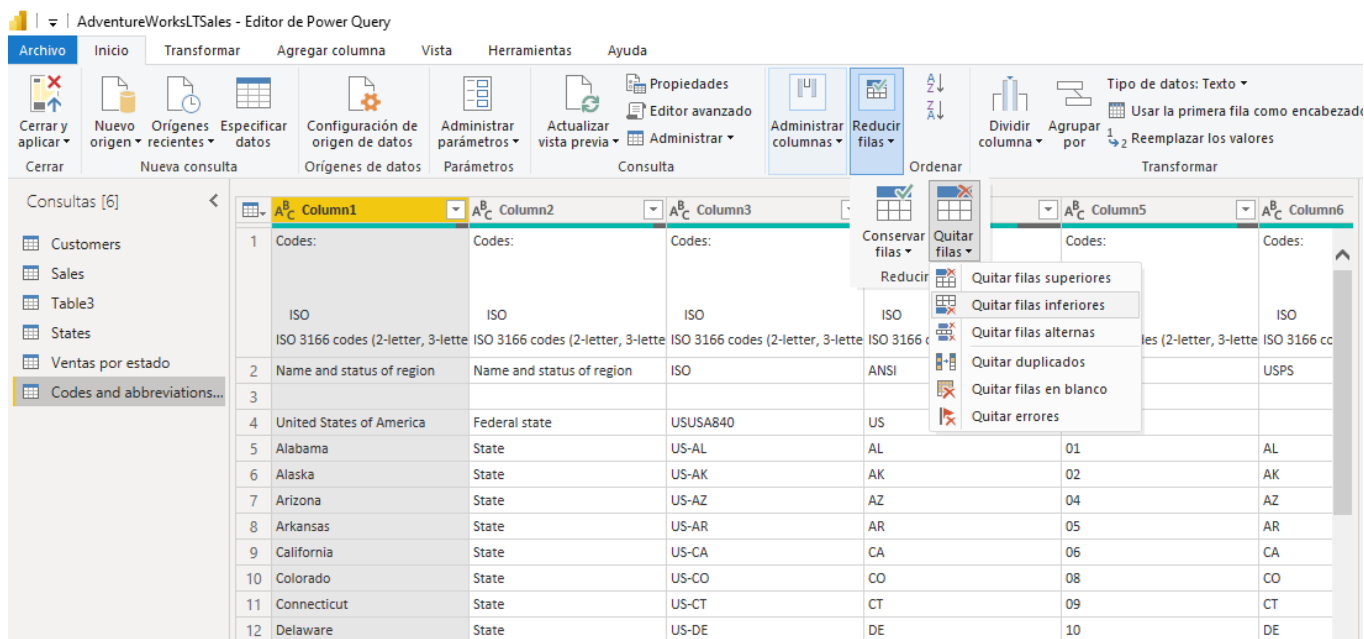 AdventureWorksLTSales - Editor de Power Query
Archivo Inicio Transformar Agregar columna Vista Herramientas Ayuda
Cerrar y aplicar
Nuevo origen
Orígenes recientes
Especificar datos
Configuración de origen de datos
Administrar parámetros
Actualizar vista previa
Propiedades
Editor avanzado
Administrar
Administrar columnas
Reducir filas
Dividir columna
Agrupar por
Tipo de datos: Texto
Usar la primera fila como encabezado
Reemplazar los valores
Cerrar Nueva consulta Orígenes de datos Parámetros Consulta Ordenar Transformar
Conservar filas
Quitar filas
Reducir
Quitar filas superiores
Quitar filas inferiores
Quitar filas alternas
Quitar duplicados
Quitar filas en blanco
Quitar errores
Consultas [6]
Customers
Sales
Table3
States
Ventas por estado
Codes and abbreviations...
Column1 Column2 Column3 Column5 Column6
1 Codes: Codes: Codes: Codes: Codes:
ISO ISO ISO ISO ISO
ISO 3166 codes (2-letter, 3-lette ISO 3166 codes (2-letter, 3-lette ISO 3166 codes (2-letter, 3-lette ISO 3166 les (2-letter, 3-lette ISO 3166 co
2 Name and status of region Name and status of region ISO ANSI USPS
3
4 United States of America Federal state USUSA840 US
5 Alabama State US-AL AL 01 AL
6 Alaska State US-AK AK 02 AK
7 Arizona State US-AZ AZ 04 AZ
8 Arkansas State US-AR AR 05 AR
9 California State US-CA CA 06 CA
10 Colorado State US-CO CO 08 CO
11 Connecticut State US-CT CT 09 CT
12 Delaware State US-DE DE 10 DE